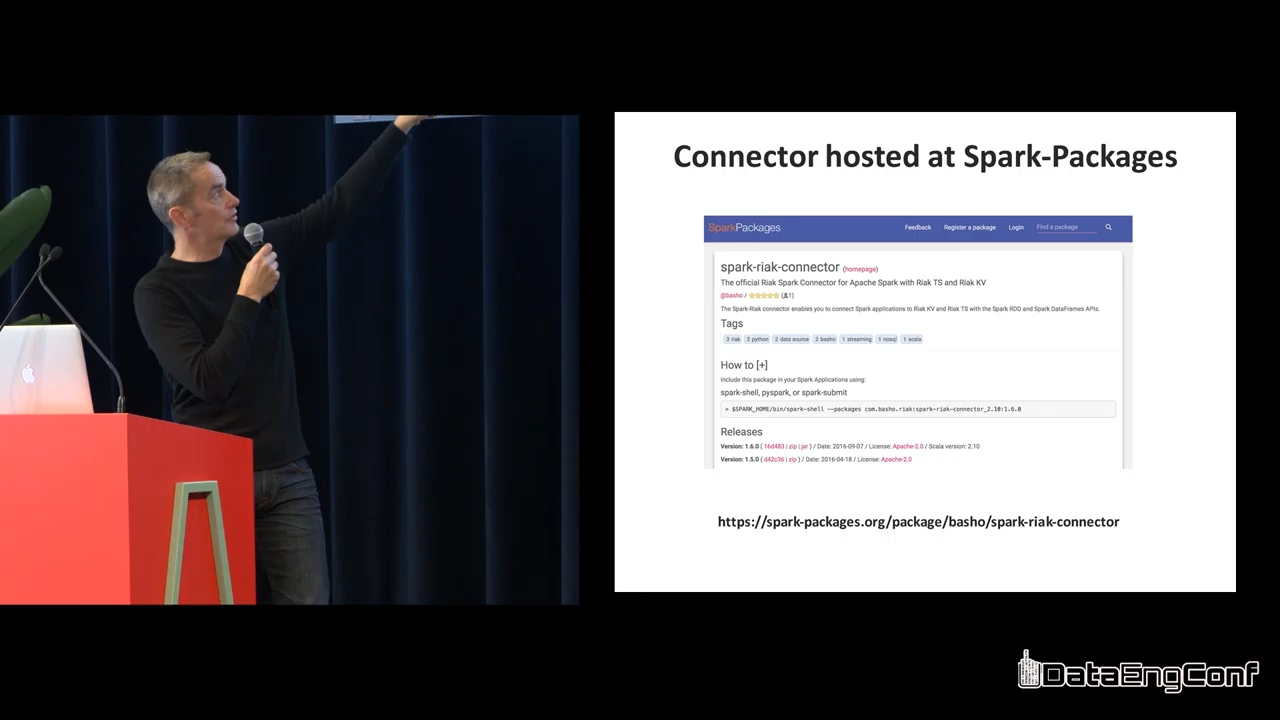 Connector hosted at Spark-Packages
SparkPackages
Feedback Register a package Login Find a package
spark-riak-connector (homepage)
The official Riak Spark Connector for Apache Spark with Riak TS and Riak KV
@basho / ★★★★★ (1)
The Spark-Riak connector enables you to connect Spark applications to Riak KV and Riak TS with the Spark RDD and Spark DataFrames APIs.
Tags
3 riak 2 python 2 data source 2 basho 1 streaming 1 nosql 1 scala
How to [+]
Include this package in your Spark Applications using:
spark-shell, pyspark, or spark-submit
> $SPARK_HOME/bin/spark-shell --packages com.basho.riak:spark-riak-connector_2.10:1.6.0
Releases
Version: 1.6.0 ( 16d483 | zip | jar ) / Date: 2016-09-07 / License: Apache-2.0 / Scala version: 2.10
Version: 1.5.0 ( d42c36 | zip ) / Date: 2016-04-18 / License: Apache-2.0
https://spark-packages.org/package/basho/spark-riak-connector
DataEngConf